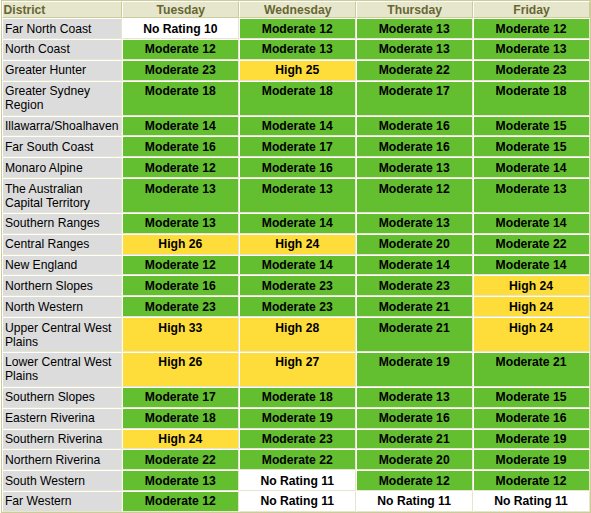 District Tuesday Wednesday Thursday Friday
Far North Coast No Rating 10 Moderate 12 Moderate 13 Moderate 12
North Coast Moderate 12 Moderate 13 Moderate 13 Moderate 13
Greater Hunter Moderate 23 High 25 Moderate 22 Moderate 23
Greater Sydney Moderate 18 Moderate 18 Moderate 17 Moderate 18
Region
Illawarra/Shoalhaven Moderate 14 Moderate 14 Moderate 16 Moderate 15
Far South Coast Moderate 16 Moderate 17 Moderate 16 Moderate 15
Monaro Alpine Moderate 12 Moderate 16 Moderate 13 Moderate 14
The Australian Moderate 13 Moderate 13 Moderate 12 Moderate 13
Capital Territory
Southern Ranges Moderate 13 Moderate 14 Moderate 13 Moderate 14
Central Ranges High 26 High 24 Moderate 20 Moderate 22
New England Moderate 12 Moderate 14 Moderate 14 Moderate 14
Northern Slopes Moderate 16 Moderate 23 Moderate 23 High 24
North Western Moderate 23 Moderate 23 Moderate 21 High 24
Upper Central West High 33 High 28 Moderate 21 High 24
Plains
Lower Central West High 26 High 27 Moderate 19 Moderate 21
Plains
Southern Slopes Moderate 17 Moderate 18 Moderate 13 Moderate 15
Eastern Riverina Moderate 18 Moderate 19 Moderate 16 Moderate 16
Southern Riverina High 24 Moderate 23 Moderate 21 Moderate 19
Northern Riverina Moderate 22 Moderate 22 Moderate 20 Moderate 19
South Western Moderate 13 No Rating 11 Moderate 12 Moderate 12
Far Western Moderate 12 No Rating 11 No Rating 11 No Rating 11